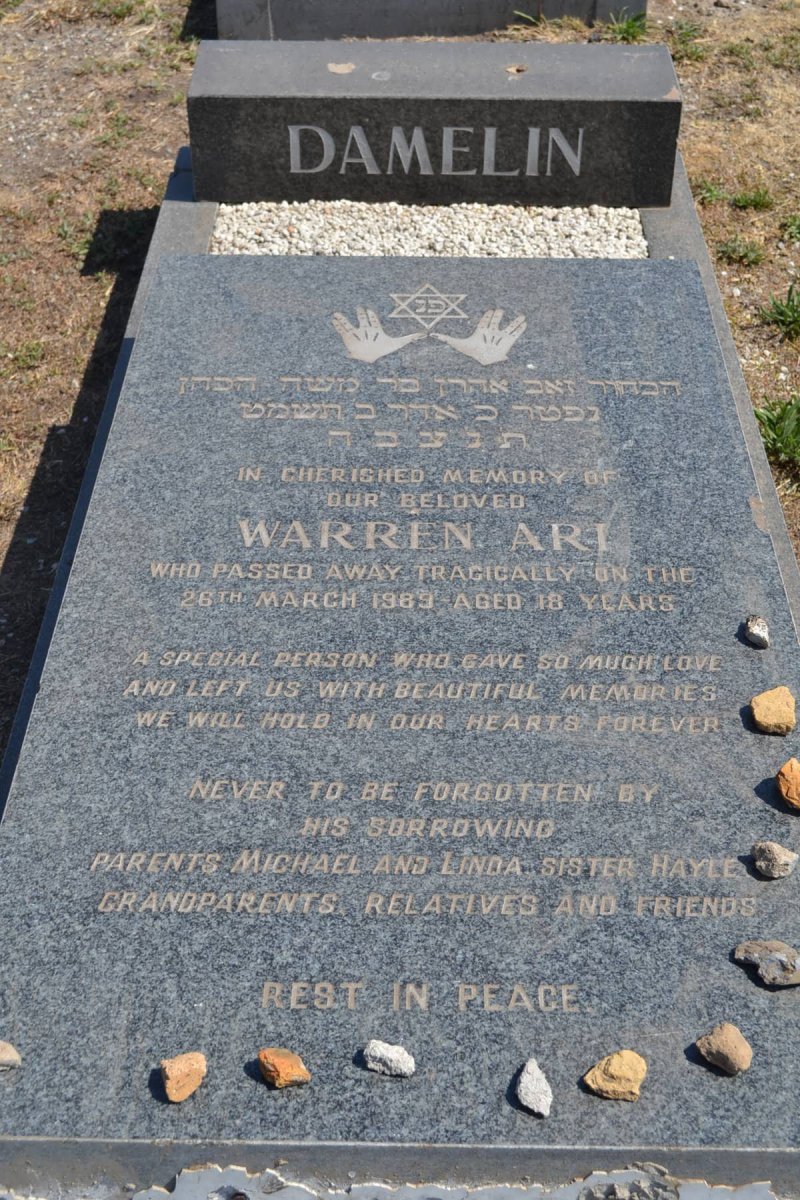 DAMELIN
פנ
הבחור זאב אהרן בר משה הכהן
נפטר כ אדר ב תשמ'ט
ת נ צ ב ה
IN CHERISHED MEMORY OF
OUR BELOVED
WARREN ARI
WHO PASSED AWAY TRAGICALLY ON THE
26TH MARCH 1989 AGED 18 YEARS
A SPECIAL PERSON WHO GAVE SO MUCH LOVE
AND LEFT US WITH BEAUTIFUL MEMORIES
WE WILL HOLD IN OUR HEARTS FOREVER
NEVER TO BE FORGOTTEN BY
HIS SORROWING
PARENTS MICHAEL AND LINDA. SISTER HAYLE
GRANDPARENTS. RELATIVES AND FRIENDS
REST IN PEACE.